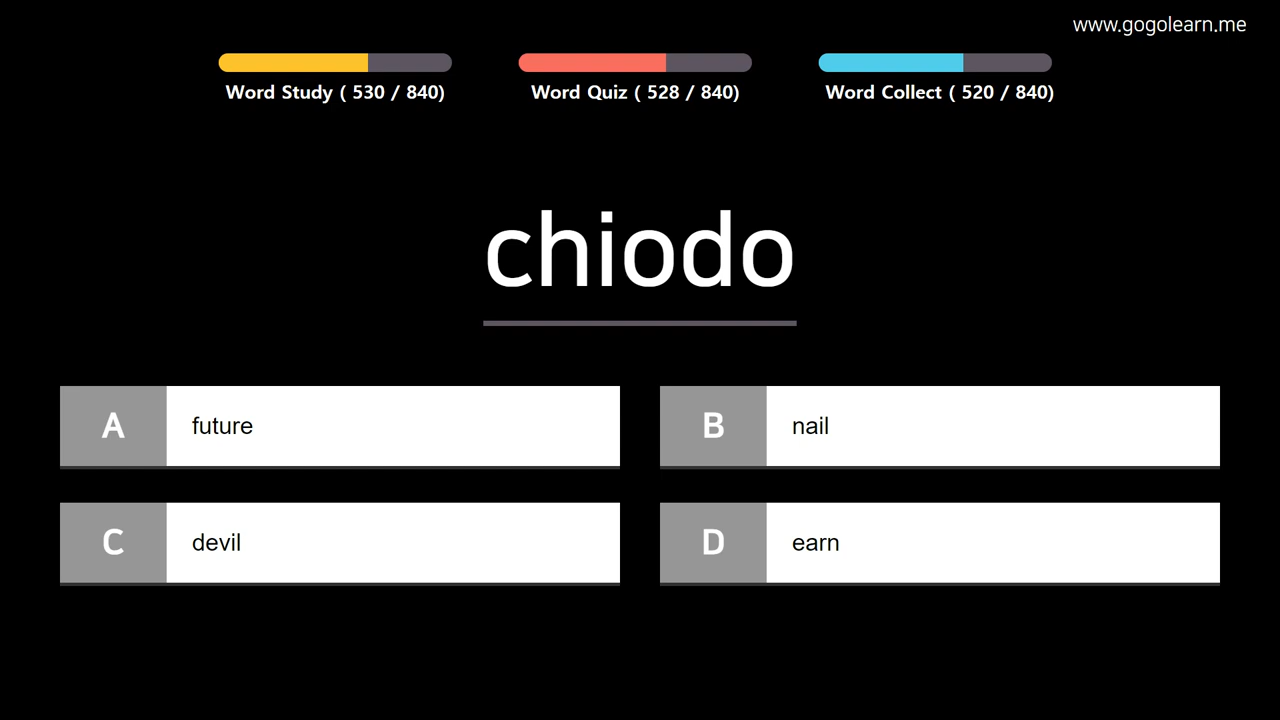 www.gogolearn.me
Word Study ( 530 / 840)
Word Quiz ( 528 / 840)
Word Collect ( 520 / 840)
chiodo
A future
B nail
C devil
D earn